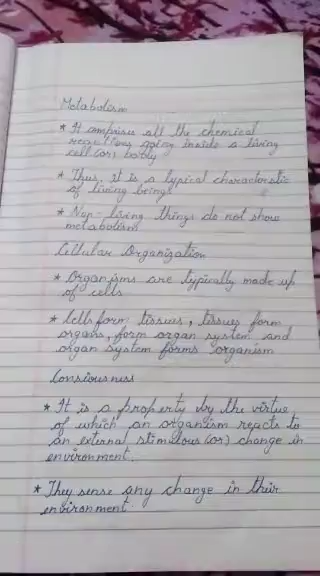 Metabolism
* It comprises all the chemical
reactions going inside a living
cell (or) body
* Thus, it is a typical characteristic
of living beings
* Non-living things do not show
metabolism
Cellular Organization
* Organisms are typically made up
of cells
* Cells form tissues, tissues form
organs, form organ system and
organ system forms organism
Consiousness
* It is a property by the virtue
of which an organism reacts to
an external stimulous (or) change in
environment.
* They sense any change in their
environment